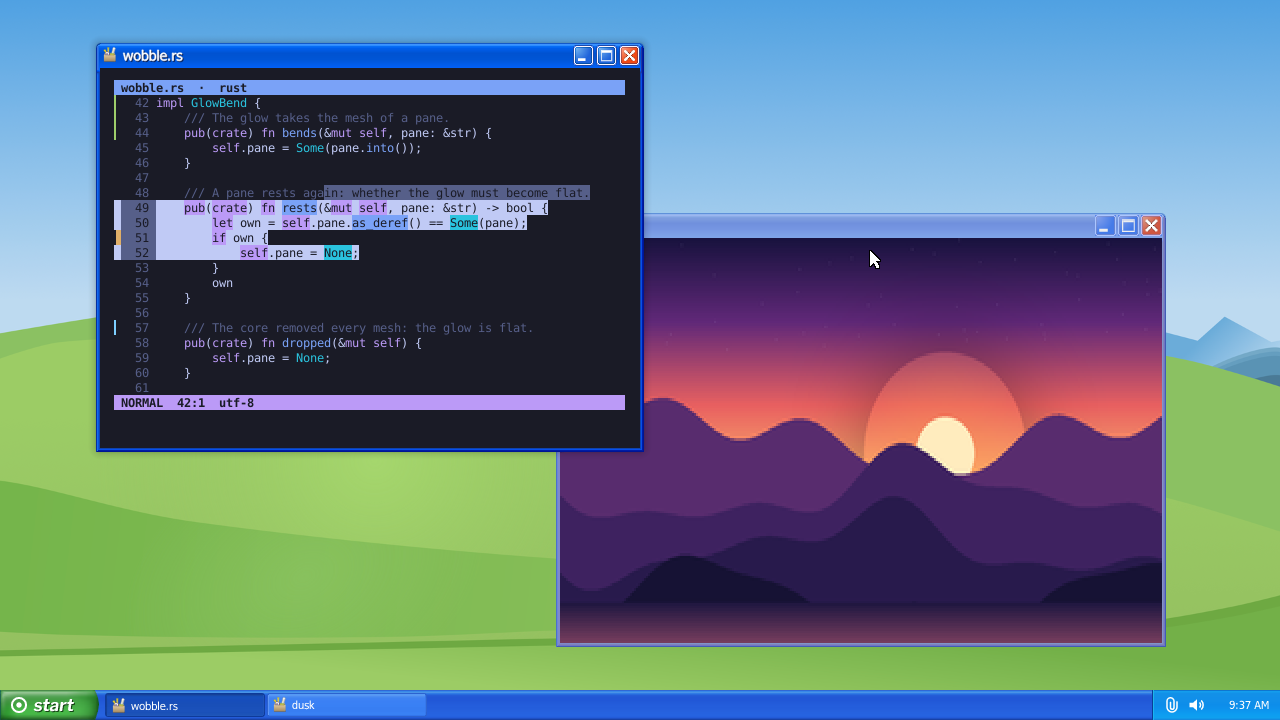 wobble.rs
wobble.rs · rust
42 impl GlowBend {
43     /// The glow takes the mesh of a pane.
44     pub(crate) fn bends(&mut self, pane: &str) {
45         self.pane = Some(pane.into());
46     }
47
48     /// A pane rests again: whether the glow must become flat.
49     pub(crate) fn rests(&mut self, pane: &str) -> bool {
50         let own = self.pane.as_deref() == Some(pane);
51         if own {
52             self.pane = None;
53         }
54         own
55     }
56
57     /// The core removed every mesh: the glow is flat.
58     pub(crate) fn dropped(&mut self) {
59         self.pane = None;
60     }
61
NORMAL 42:1 utf-8
start
wobble.rs
dusk
9:37 AM